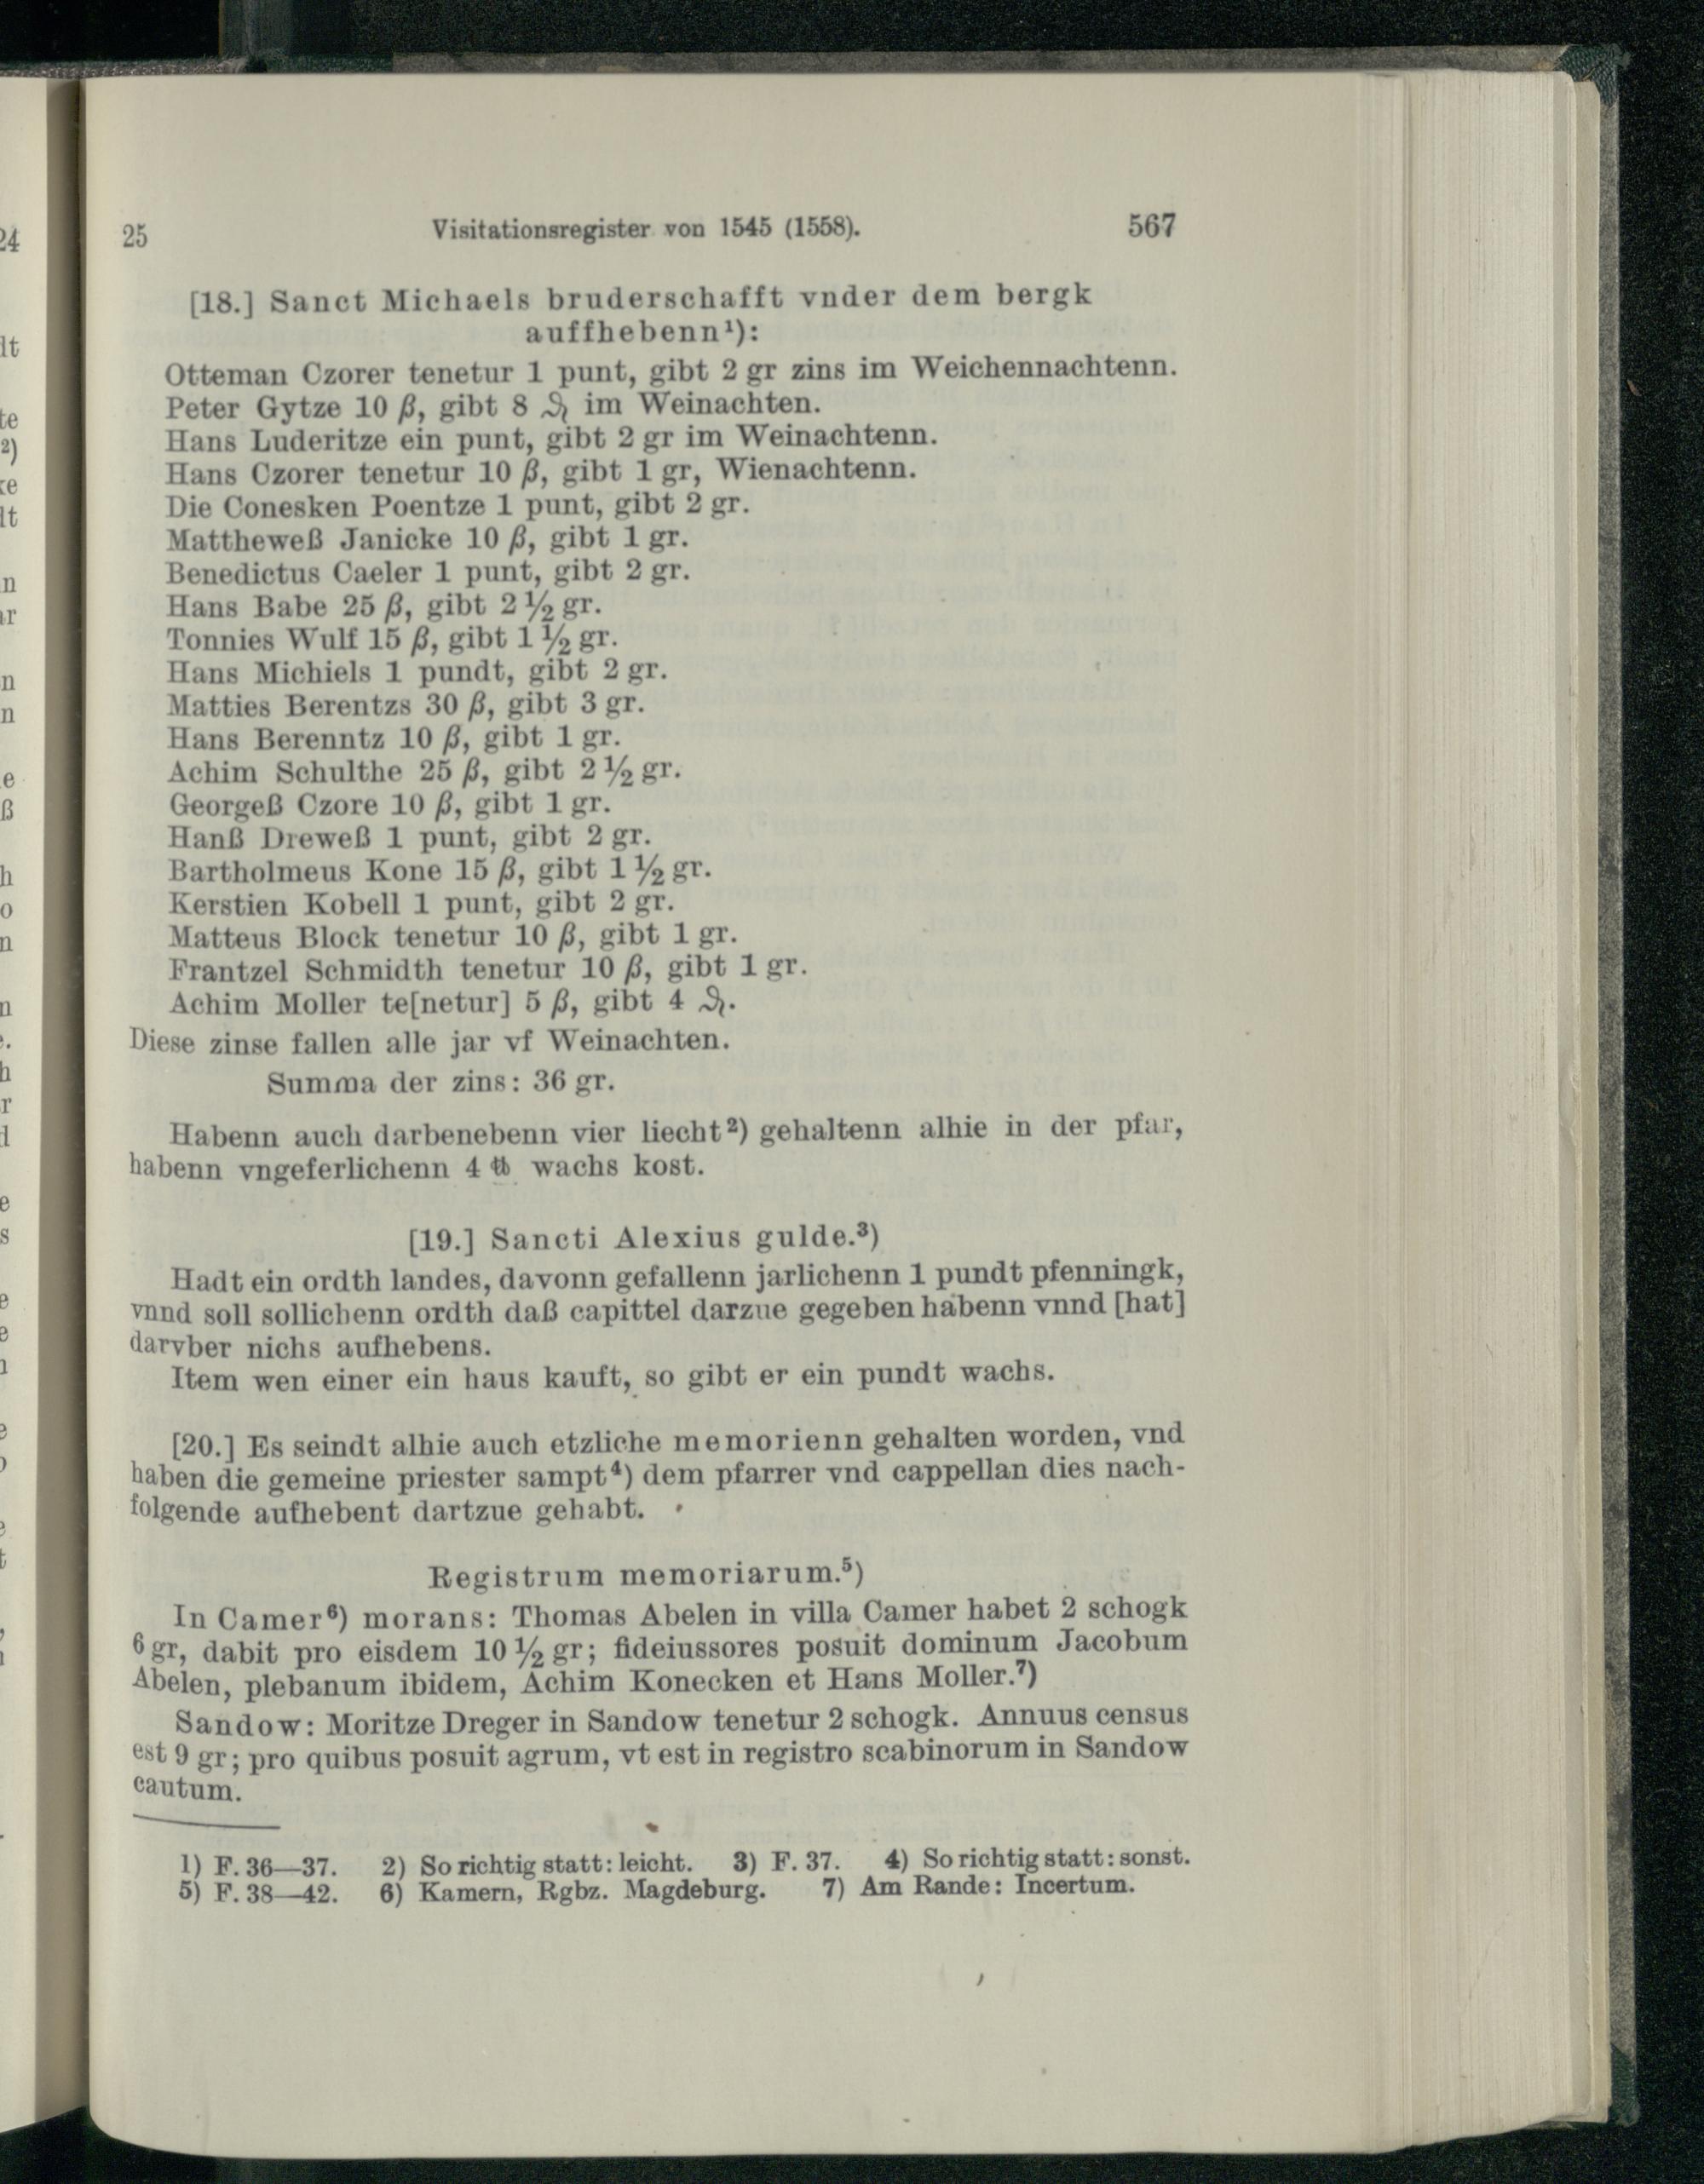 25 Visitationsregister von 1545 (1558). 567
[18.] Sanct Michaels bruderschafft vnder dem bergk
auffhebenn¹):
Otteman Czorer tenetur 1 punt, gibt 2 gr zins im Weichennachtenn.
Peter Gytze 10 β, gibt 8 ₰ im Weinachten.
Hans Luderitze ein punt, gibt 2 gr im Weinachtenn.
Hans Czorer tenetur 10 β, gibt 1 gr, Wienachtenn.
Die Conesken Poentze 1 punt, gibt 2 gr.
Mattheweß Janicke 10 β, gibt 1 gr.
Benedictus Caeler 1 punt, gibt 2 gr.
Hans Babe 25 β, gibt 2 ½ gr.
Tonnies Wulf 15 β, gibt 1 ½ gr.
Hans Michiels 1 pundt, gibt 2 gr.
Matties Berentzs 30 β, gibt 3 gr.
Hans Berenntz 10 β, gibt 1 gr.
Achim Schulthe 25 β, gibt 2 ½ gr.
Georgeß Czore 10 β, gibt 1 gr.
Hanß Dreweß 1 punt, gibt 2 gr.
Bartholmeus Kone 15 β, gibt 1 ½ gr.
Kerstien Kobell 1 punt, gibt 2 gr.
Matteus Block tenetur 10 β, gibt 1 gr.
Frantzel Schmidth tenetur 10 β, gibt 1 gr.
Achim Moller te[netur] 5 β, gibt 4 ₰.
Diese zinse fallen alle jar vf Weinachten.
Summa der zins: 36 gr.
Habenn auch darbenebenn vier liecht²) gehaltenn alhie in der pfar,
habenn vngeferlichenn 4 ℔ wachs kost.
[19.] Sancti Alexius gulde.³)
Hadt ein ordth landes, davonn gefallenn jarlichenn 1 pundt pfenningk,
vnnd soll sollichenn ordth daß capittel darzue gegeben habenn vnnd [hat]
darvber nichs aufhebens.
Item wen einer ein haus kauft, so gibt er ein pundt wachs.
[20.] Es seindt alhie auch etzliche memorienn gehalten worden, vnd
haben die gemeine priester sampt⁴) dem pfarrer vnd cappellan dies nach-
folgende aufhebent dartzue gehabt.
Registrum memoriarum.⁵)
In Camer⁶) morans: Thomas Abelen in villa Camer habet 2 schogk
6 gr, dabit pro eisdem 10 ½ gr; fideiussores posuit dominum Jacobum
Abelen, plebanum ibidem, Achim Konecken et Hans Moller.⁷)
Sandow: Moritze Dreger in Sandow tenetur 2 schogk. Annuus census
est 9 gr; pro quibus posuit agrum, vt est in registro scabinorum in Sandow
cautum.
1) F. 36—37. 2) So richtig statt: leicht. 3) F. 37. 4) So richtig statt: sonst.
5) F. 38—42. 6) Kamern, Rgbz. Magdeburg. 7) Am Rande: Incertum.